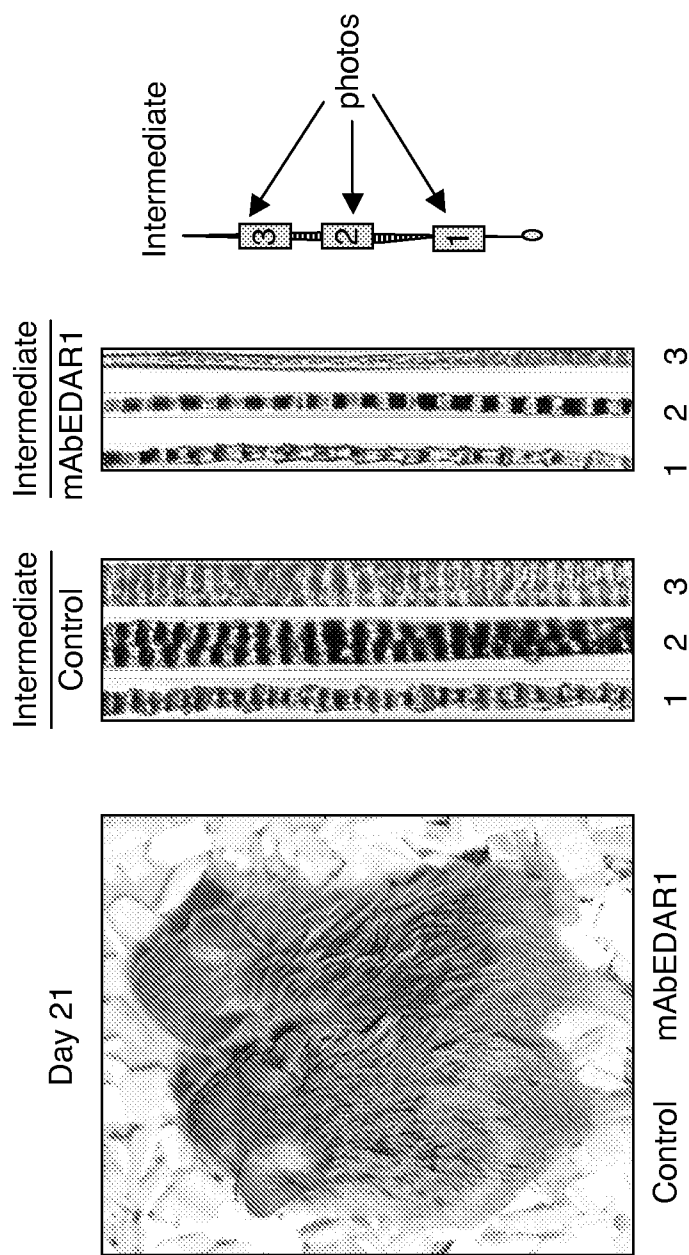 Day 21
Control
mAbEDAR1
Intermediate
Control
1
2
3
Intermediate
mAbEDAR1
1
2
3
Intermediate
3
2
1
photos